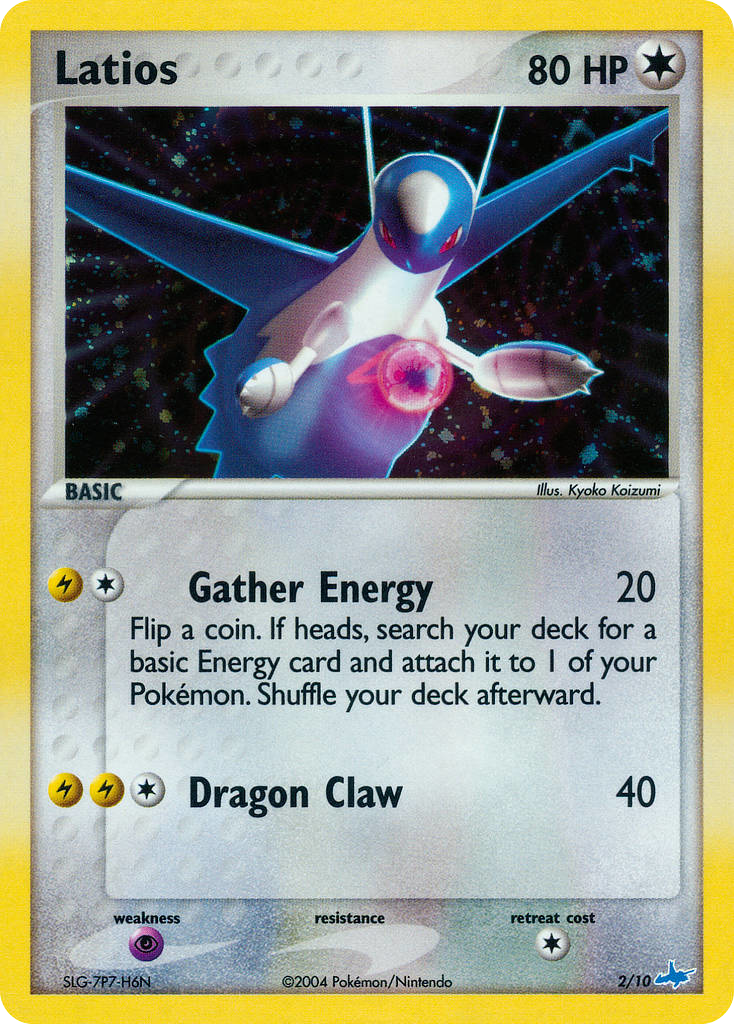 Latios 80 HP
BASIC Illus. Kyoko Koizumi
Gather Energy 20
Flip a coin. If heads, search your deck for a
basic Energy card and attach it to 1 of your
Pokémon. Shuffle your deck afterward.
Dragon Claw 40
weakness resistance retreat cost
SLG-7P7-H6N ©2004 Pokémon/Nintendo 2/10